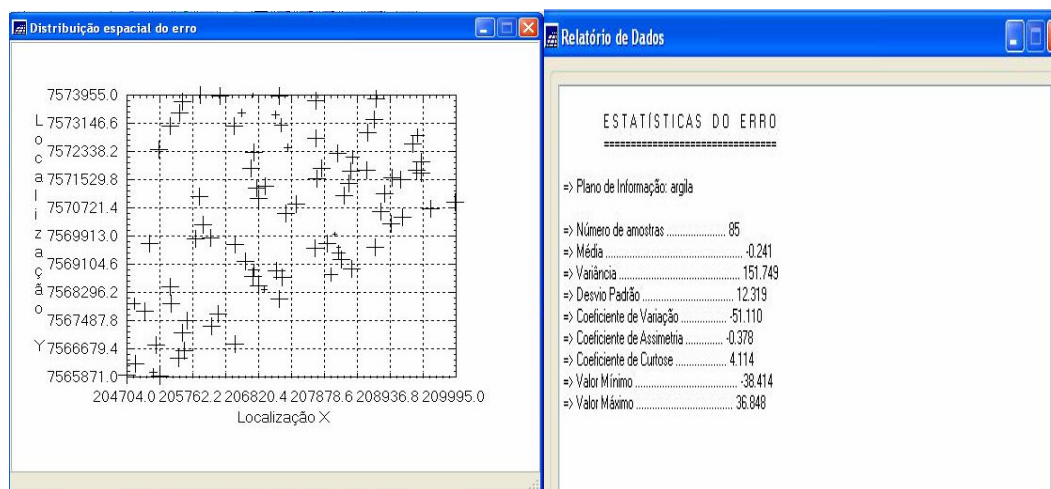 Distribuição espacial do erro
7573955.0
7573146.6
7572338.2
7571529.8
7570721.4
7569913.0
7569104.6
7568296.2
7567487.8
7566679.4
7565871.0
Localização Y
204704.0 205762.2 206820.4 207878.6 208936.8 209995.0
Localização X
Relatório de Dados
ESTATÍSTICAS DO ERRO
================================
=> Plano de Informação: argila
=> Número de amostras ...................... 85
=> Média .................................................... -0.241
=> Variância .............................................. 151.749
=> Desvio Padrão ..................................... 12.319
=> Coeficiente de Variação ................. -51.110
=> Coeficiente de Assimetria .............. -0.378
=> Coeficiente de Curtose ................... 4.114
=> Valor Mínimo ...................................... -38.414
=> Valor Máximo .................................... 36.848